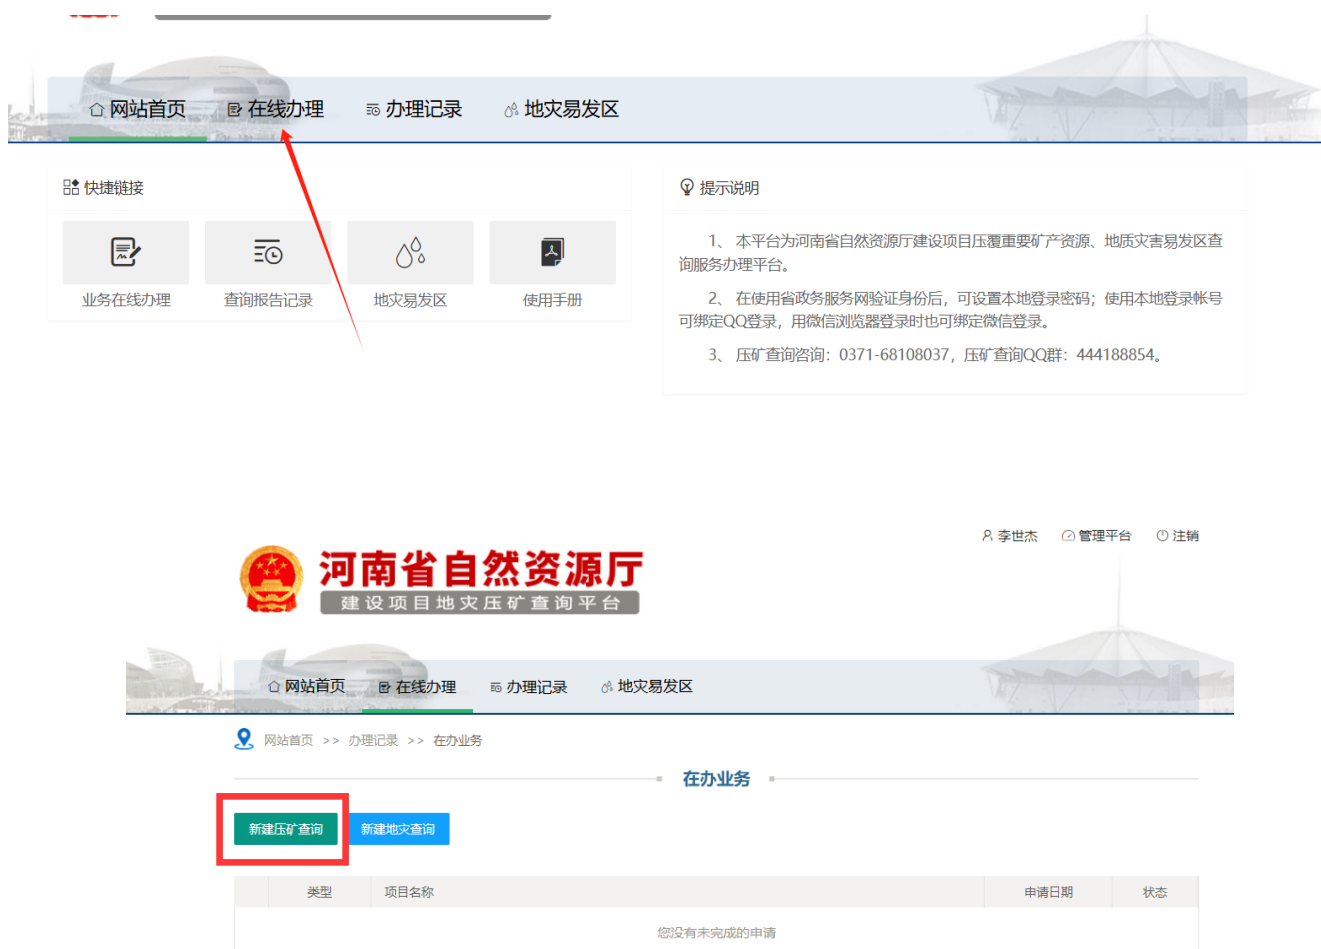 网站首页 在线办理 办理记录 地灾易发区
快捷链接
业务在线办理 查询报告记录 地灾易发区 使用手册
提示说明
1、 本平台为河南省自然资源厅建设项目压覆重要矿产资源、地质灾害易发区查
询服务办理平台。
2、 在使用省政务服务网验证身份后，可设置本地登录密码；使用本地登录帐号
可绑定QQ登录，用微信浏览器登录时也可绑定微信登录。
3、 压矿查询咨询：0371-68108037，压矿查询QQ群：444188854。
李世杰 管理平台 注销
河南省自然资源厅
建设项目地灾压矿查询平台
网站首页 在线办理 办理记录 地灾易发区
网站首页 >> 办理记录 >> 在办业务
在办业务
新建压矿查询 新建地灾查询
类型 项目名称 申请日期 状态
您没有未完成的申请